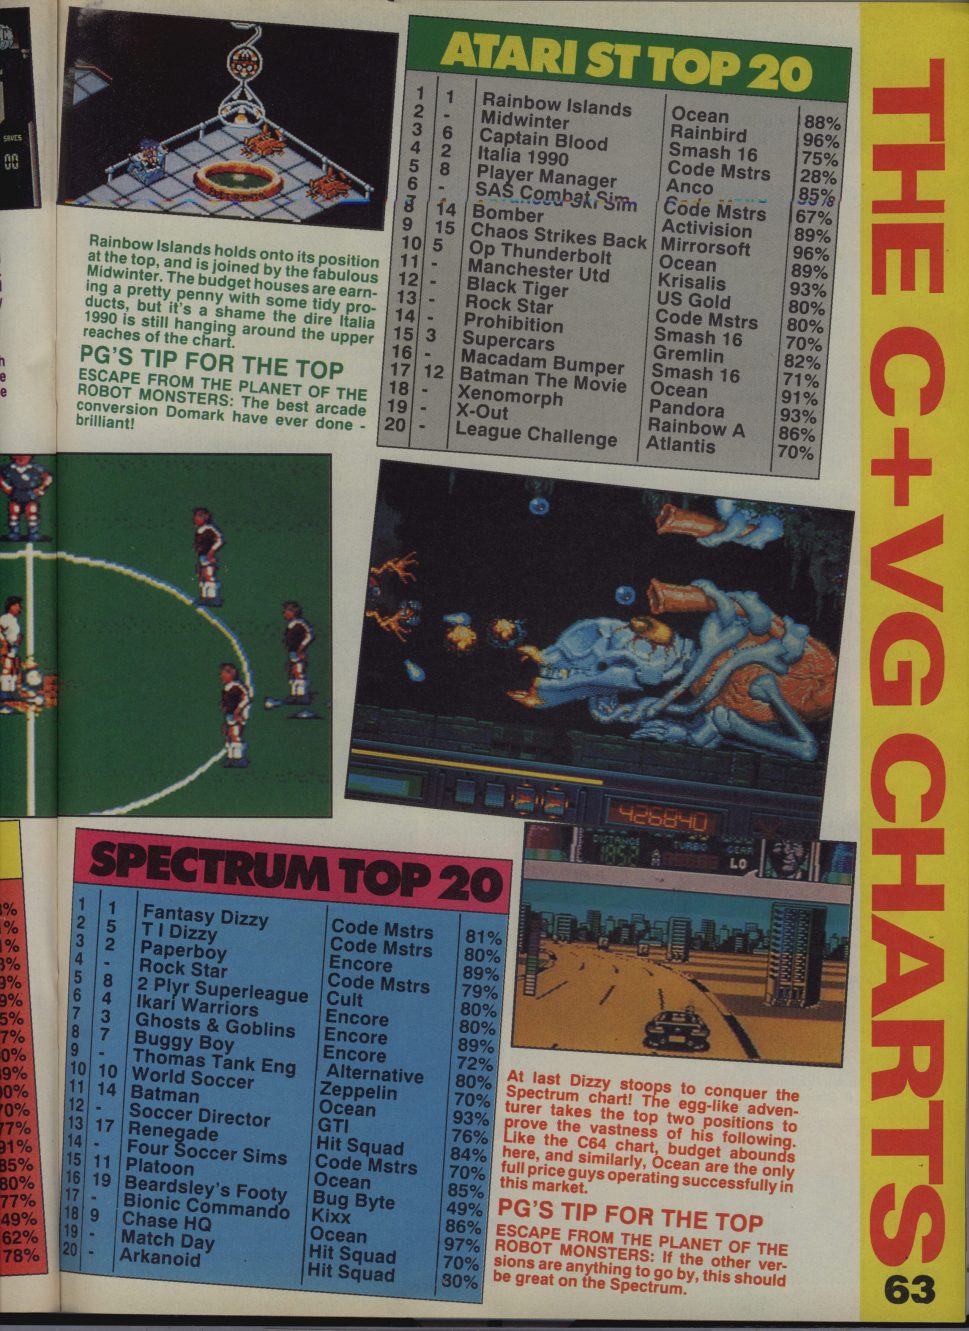 ATARI ST TOP 20
1 1 Rainbow Islands Ocean 88%
2 - Midwinter Rainbird 96%
3 6 Captain Blood Smash 16 75%
4 2 Italia 1990 Code Mstrs 28%
5 8 Player Manager Anco 85%
6 - SAS Combat Sim
7 - Ski Sim Code Mstrs 67%
8 14 Bomber Activision 89%
9 15 Chaos Strikes Back Mirrorsoft 96%
10 5 Op Thunderbolt Ocean 89%
11 - Manchester Utd Krisalis 93%
12 - Black Tiger US Gold 80%
13 - Rock Star Code Mstrs 80%
14 - Prohibition Smash 16 70%
15 3 Supercars Gremlin 82%
16 - Macadam Bumper Smash 16 71%
17 12 Batman The Movie Ocean 91%
18 - Xenomorph Pandora 93%
19 - X-Out Rainbow A 86%
20 - League Challenge Atlantis 70%
Rainbow Islands holds onto its position
at the top, and is joined by the fabulous
Midwinter. The budget houses are earn-
ing a pretty penny with some tidy pro-
ducts, but it's a shame the dire Italia
1990 is still hanging around the upper
reaches of the chart.
PG'S TIP FOR THE TOP
ESCAPE FROM THE PLANET OF THE
ROBOT MONSTERS: The best arcade
conversion Domark have ever done -
brilliant!
426840
SPECTRUM TOP 20
1 1 Fantasy Dizzy Code Mstrs 81%
2 5 T I Dizzy Code Mstrs 80%
3 2 Paperboy Encore 89%
4 - Rock Star Code Mstrs 79%
5 8 2 Plyr Superleague Cult 80%
6 4 Ikari Warriors Encore 80%
7 3 Ghosts & Goblins Encore 89%
8 7 Buggy Boy Encore 72%
9 - Thomas Tank Eng Alternative 80%
10 10 World Soccer Zeppelin 70%
11 14 Batman Ocean 93%
12 - Soccer Director GTI 76%
13 17 Renegade Hit Squad 84%
14 - Four Soccer Sims Code Mstrs 70%
15 11 Platoon Ocean 85%
16 19 Beardsley's Footy Bug Byte 49%
17 - Bionic Commando Kixx 86%
18 9 Chase HQ Ocean 97%
19 - Match Day Hit Squad 70%
20 - Arkanoid Hit Squad
DISTANCE TURBO GEAR
LO
At last Dizzy stoops to conquer the
Spectrum chart! The egg-like adven-
turer takes the top two positions to
prove the vastness of his following.
Like the C64 chart, budget abounds
here, and similarly, Ocean are the only
full price guys operating successfully in
this market.
PG'S TIP FOR THE TOP
ESCAPE FROM THE PLANET OF THE
ROBOT MONSTERS: If the other ver-
sions are anything to go by, this should
be great on the Spectrum.
THE C+VG CHARTS
63